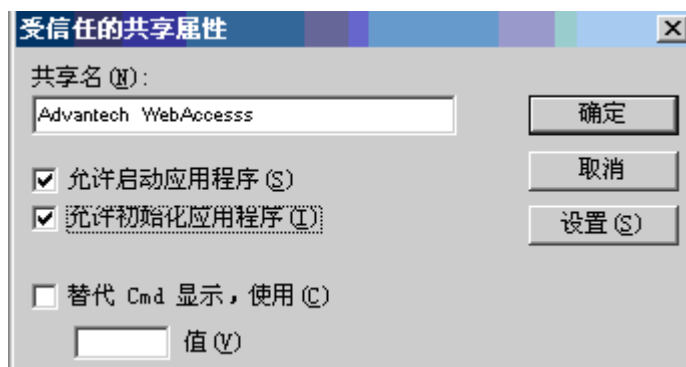 受信任的共享属性
共享名(N):
Advantech WebAccesss
确定
允许启动应用程序(S)
取消
允许初始化应用程序(I)
设置(S)
替代 Cmd 显示，使用(C)
值(V)